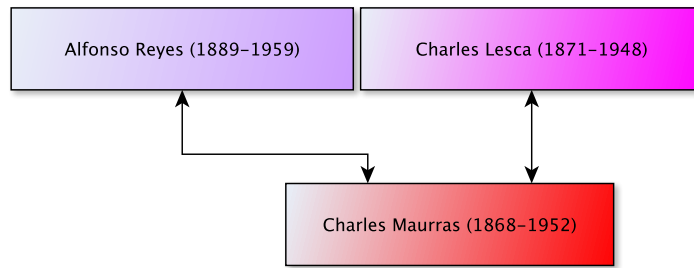 Alfonso Reyes (1889–1959)
Charles Lesca (1871–1948)
Charles Maurras (1868–1952)